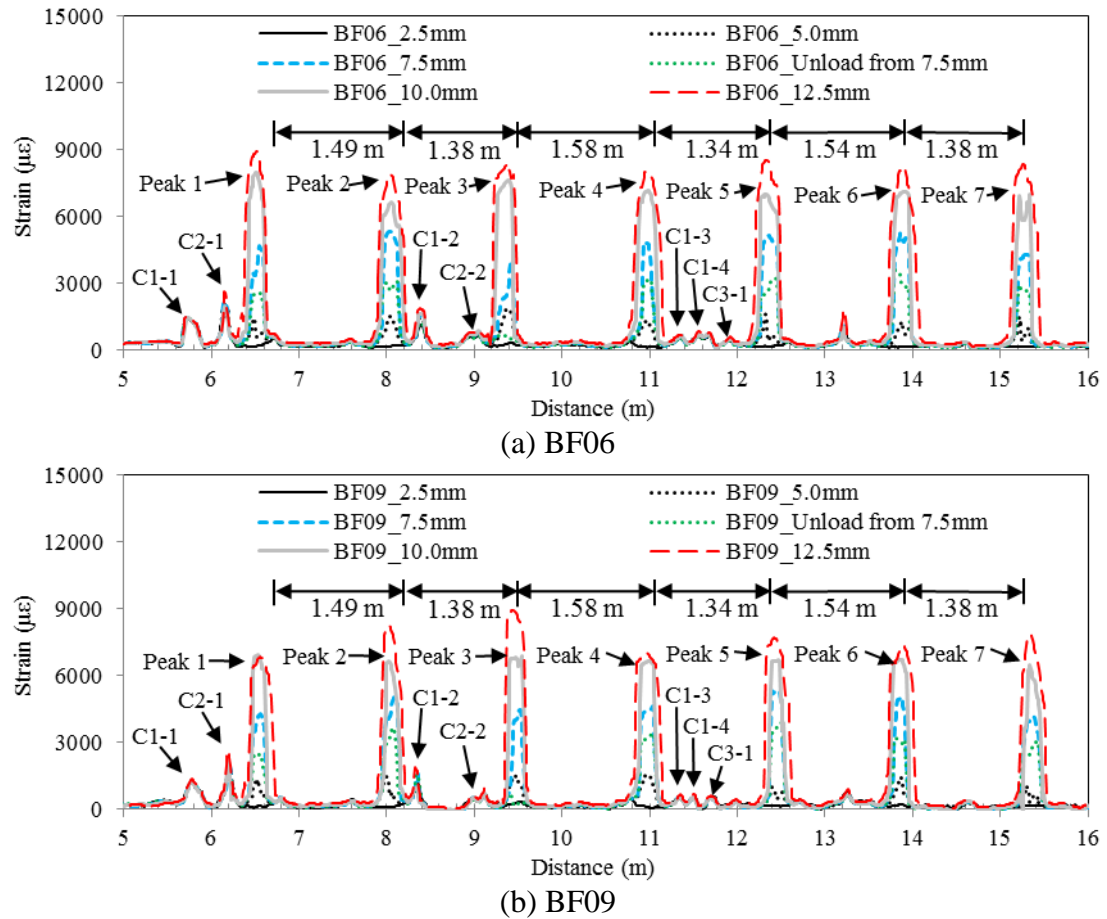 15000
12000
9000
6000
3000
0
Strain (με)
BF06_2.5mm
BF06_5.0mm
BF06_7.5mm
BF06_Unload from 7.5mm
BF06_10.0mm
BF06_12.5mm
1.49 m
1.38 m
1.58 m
1.34 m
1.54 m
1.38 m
Peak 1
Peak 2
Peak 3
Peak 4
Peak 5
Peak 6
Peak 7
C1-1
C2-1
C1-2
C2-2
C1-3
C1-4
C3-1
5 6 7 8 9 10 11 12 13 14 15 16
Distance (m)
(a) BF06
15000
12000
9000
6000
3000
0
Strain (με)
BF09_2.5mm
BF09_5.0mm
BF09_7.5mm
BF09_Unload from 7.5mm
BF09_10.0mm
BF09_12.5mm
1.49 m
1.38 m
1.58 m
1.34 m
1.54 m
1.38 m
Peak 1
Peak 2
Peak 3
Peak 4
Peak 5
Peak 6
Peak 7
C1-1
C2-1
C1-2
C2-2
C1-3
C1-4
C3-1
5 6 7 8 9 10 11 12 13 14 15 16
Distance (m)
(b) BF09